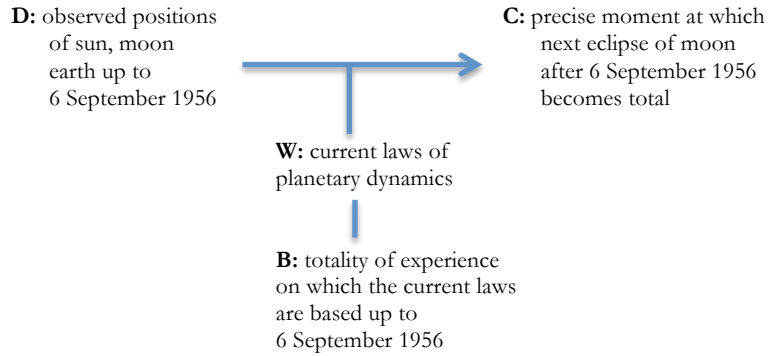 D: observed positions
of sun, moon
earth up to
6 September 1956
C: precise moment at which
next eclipse of moon
after 6 September 1956
becomes total
W: current laws of
planetary dynamics
B: totality of experience
on which the current laws
are based up to
6 September 1956